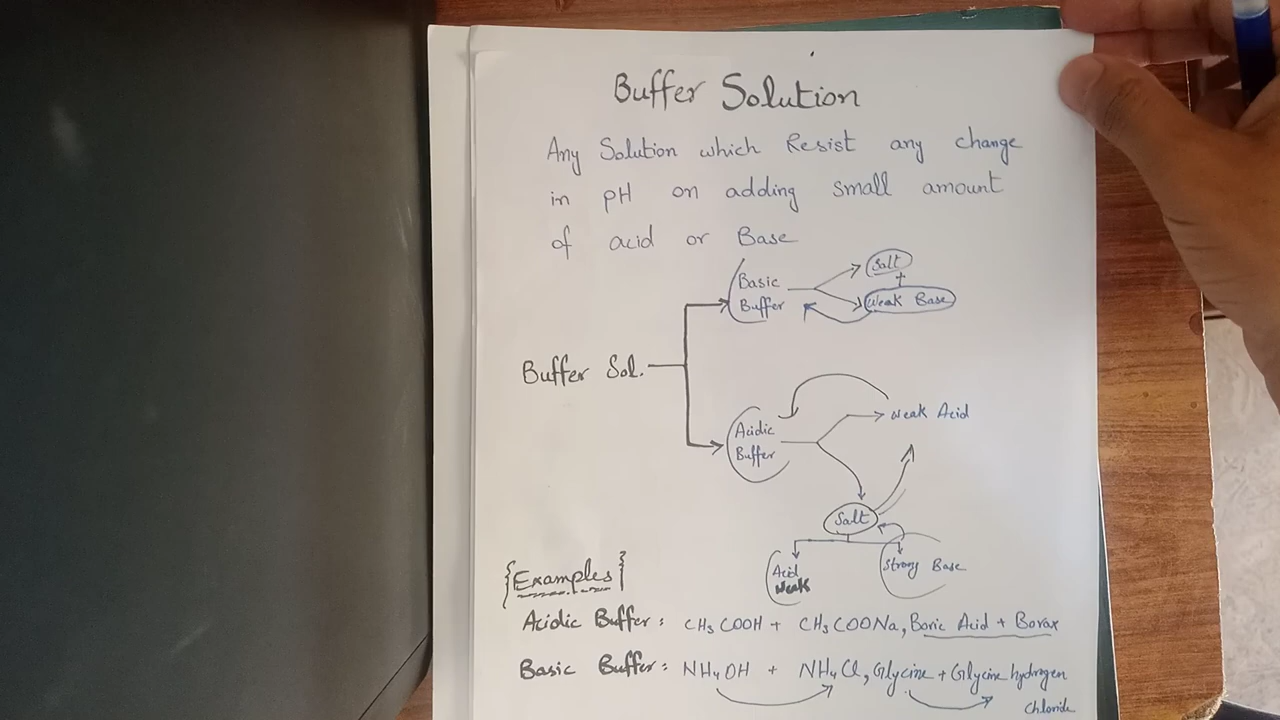 Buffer Solution
Any Solution which Resist any change
in pH on adding small amount
of acid or Base
Salt
+
Basic
Buffer
Weak Base
Buffer Sol.
Weak Acid
Acidic
Buffer
Salt
Acid
Weak
Strong Base
{Examples}
Acidic Buffer: CH3COOH + CH3COONa, Boric Acid + Borax
Basic Buffer: NH4OH + NH4Cl, Glycine + Glycine hydrogen
Chloride